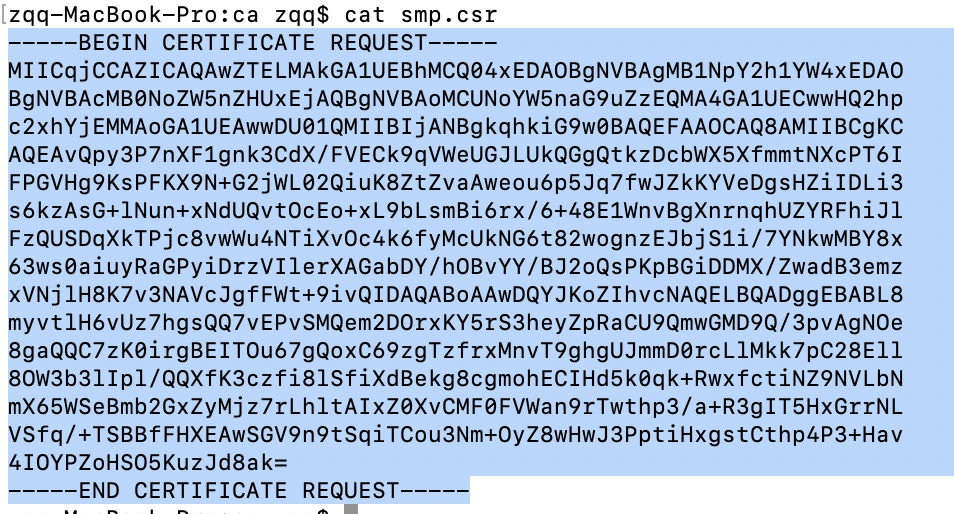 zqq-MacBook-Pro:ca zqq$ cat smp.csr
-----BEGIN CERTIFICATE REQUEST-----
MIICqjCCAZICAQAwZTELMAkGA1UEBhMCQ04xEDAOBgNVBAgMB1NpY2h1YW4xEDAO
BgNVBAcMB0NoZW5nZHUxEjAQBgNVBAoMCUNoYW5naG9uZzEQMA4GA1UECwwHQ2hp
c2xhYjEMMAoGA1UEAwwDU01QMIIBIjANBgkqhkiG9w0BAQEFAAOCAQ8AMIIBCgKC
AQEAvQpy3P7nXF1gnk3CdX/FVECk9qVWeUGJLUkQGgQtkzDcbWX5XfmmtNXcPT6I
FPGVHg9KsPFKX9N+G2jWL02QiuK8ZtZvaAweou6p5Jq7fwJZkKYVeDgsHZiIDLi3
s6kzAsG+lNun+xNdUQvtOcEo+xL9bLsmBi6rx/6+48E1WnvBgXnrnqhUZYRFhiJl
FzQUSDqXkTPjc8vwWu4NTiXvOc4k6fyMcUkNG6t82wognzEJbjS1i/7YNkwMBY8x
63ws0aiuyRaGPyiDrzVIlerXAGabDY/hOBvYY/BJ2oQsPKpBGiDDMX/ZwadB3emz
xVNjlH8K7v3NAVcJgfFWt+9ivQIDAQABoAAwDQYJKoZIhvcNAQELBQADggEBABL8
myvtlH6vUz7hgsQQ7vEPvSMQem2DOrxKY5rS3heyZpRaCU9QmwGMD9Q/3pvAgNOe
8gaQQC7zK0irgBEITOu67gQoxC69zgTzfrxMnvT9ghgUJmmD0rcLlMkk7pC28Ell
8OW3b3lIpl/QQXfK3czfi8lSfiXdBekg8cgmohECIHd5k0qk+RwxfctiNZ9NVLbN
mX65WSeBmb2GxZyMjz7rLhltAIxZ0XvCMF0FVWan9rTwthp3/a+R3gIT5HxGrrNL
VSfq/+TSBBfFHXEAwSGV9n9tSqiTCou3Nm+OyZ8wHwJ3PptiHxgstCthp4P3+Hav
4IOYPZoHSO5KuzJd8ak=
-----END CERTIFICATE REQUEST-----